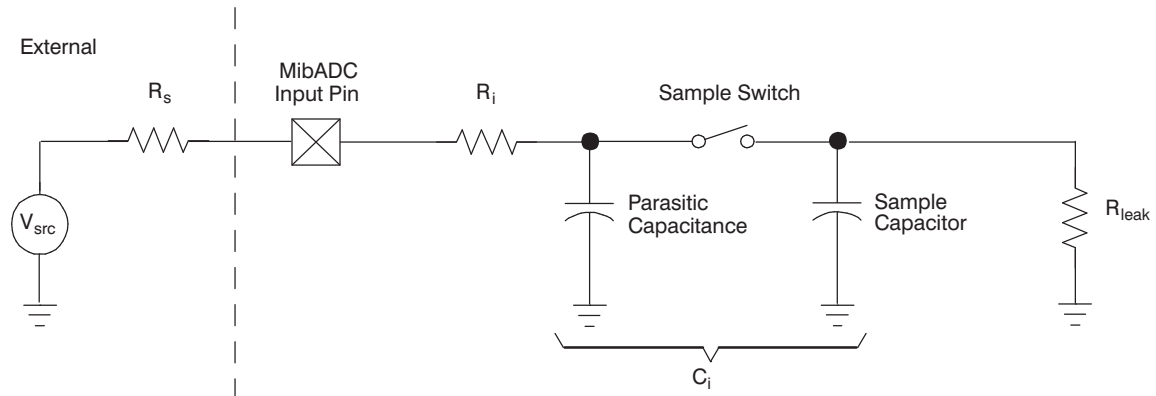 External
MibADC
Input Pin
Rs
Ri
Sample Switch
Vsrc
Parasitic
Capacitance
Sample
Capacitor
Rleak
Ci